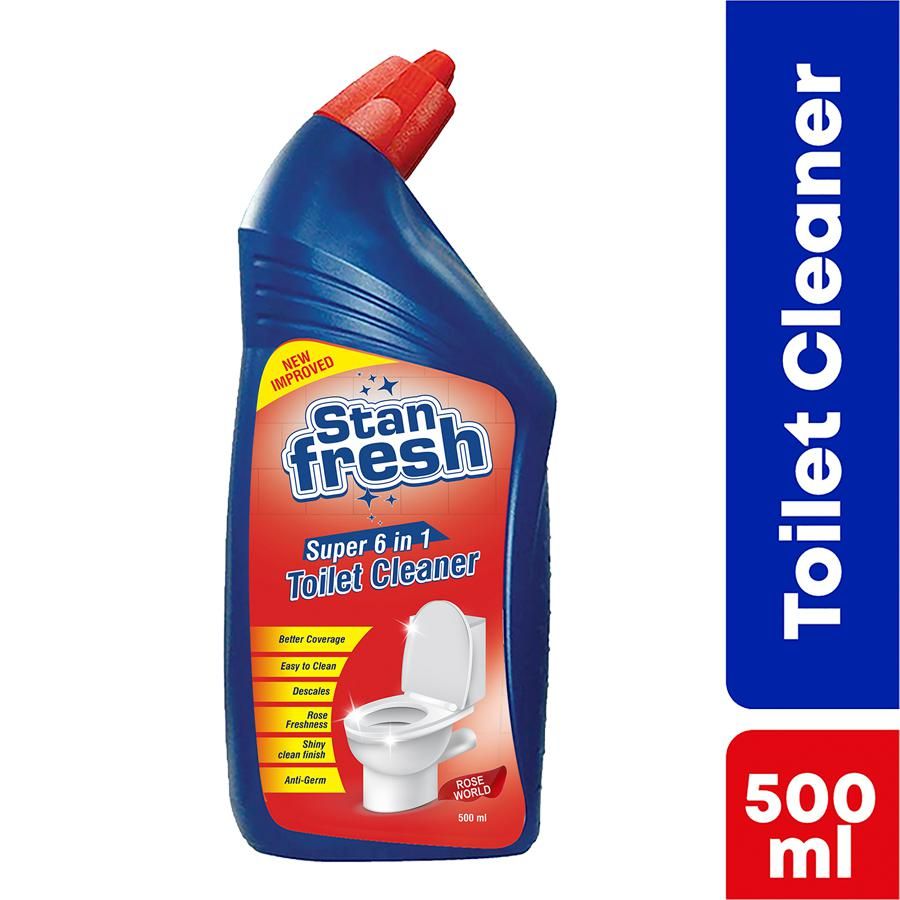 NEW
IMPROVED
Stan
fresh
Super 6 in 1
Toilet Cleaner
Better Coverage
Easy to Clean
Descales
Rose
Freshness
Shiny
clean finish
Anti-Germ
ROSE
WORLD
500 ml
Toilet Cleaner
500
ml